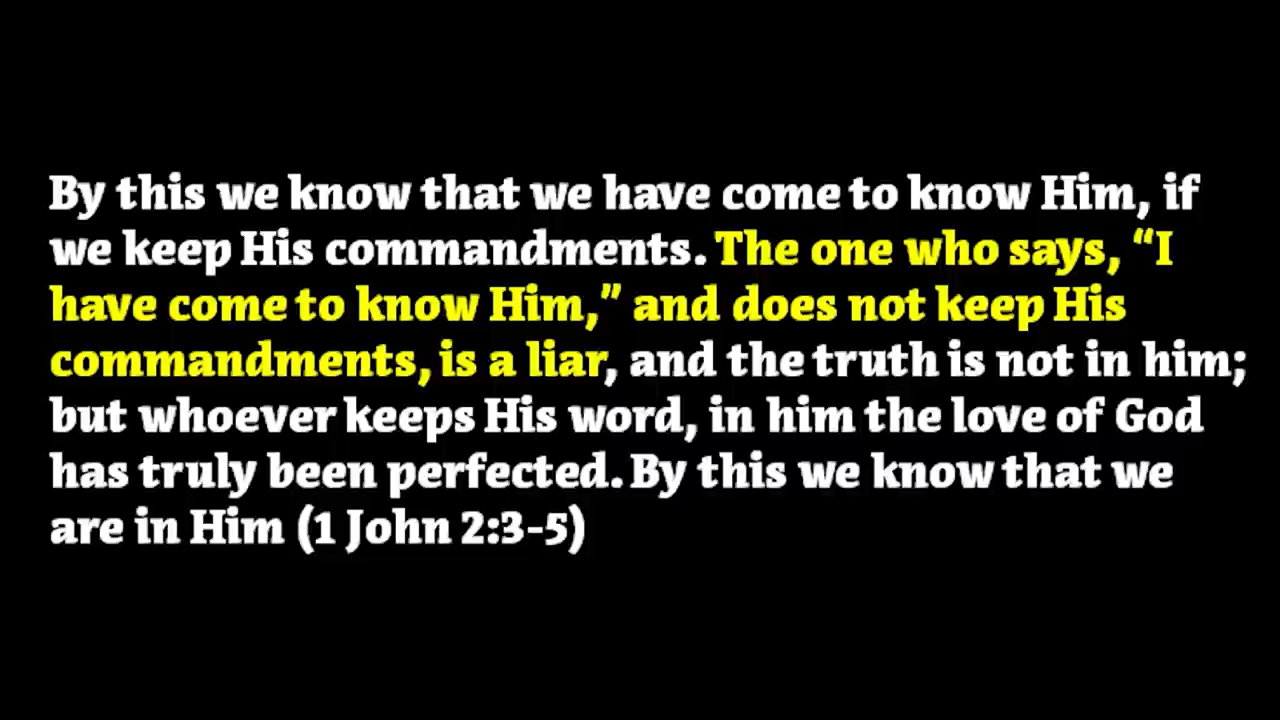 By this we know that we have come to know Him, if
we keep His commandments. The one who says, “I
have come to know Him,” and does not keep His
commandments, is a liar, and the truth is not in him;
but whoever keeps His word, in him the love of God
has truly been perfected. By this we know that we
are in Him (1 John 2:3-5)